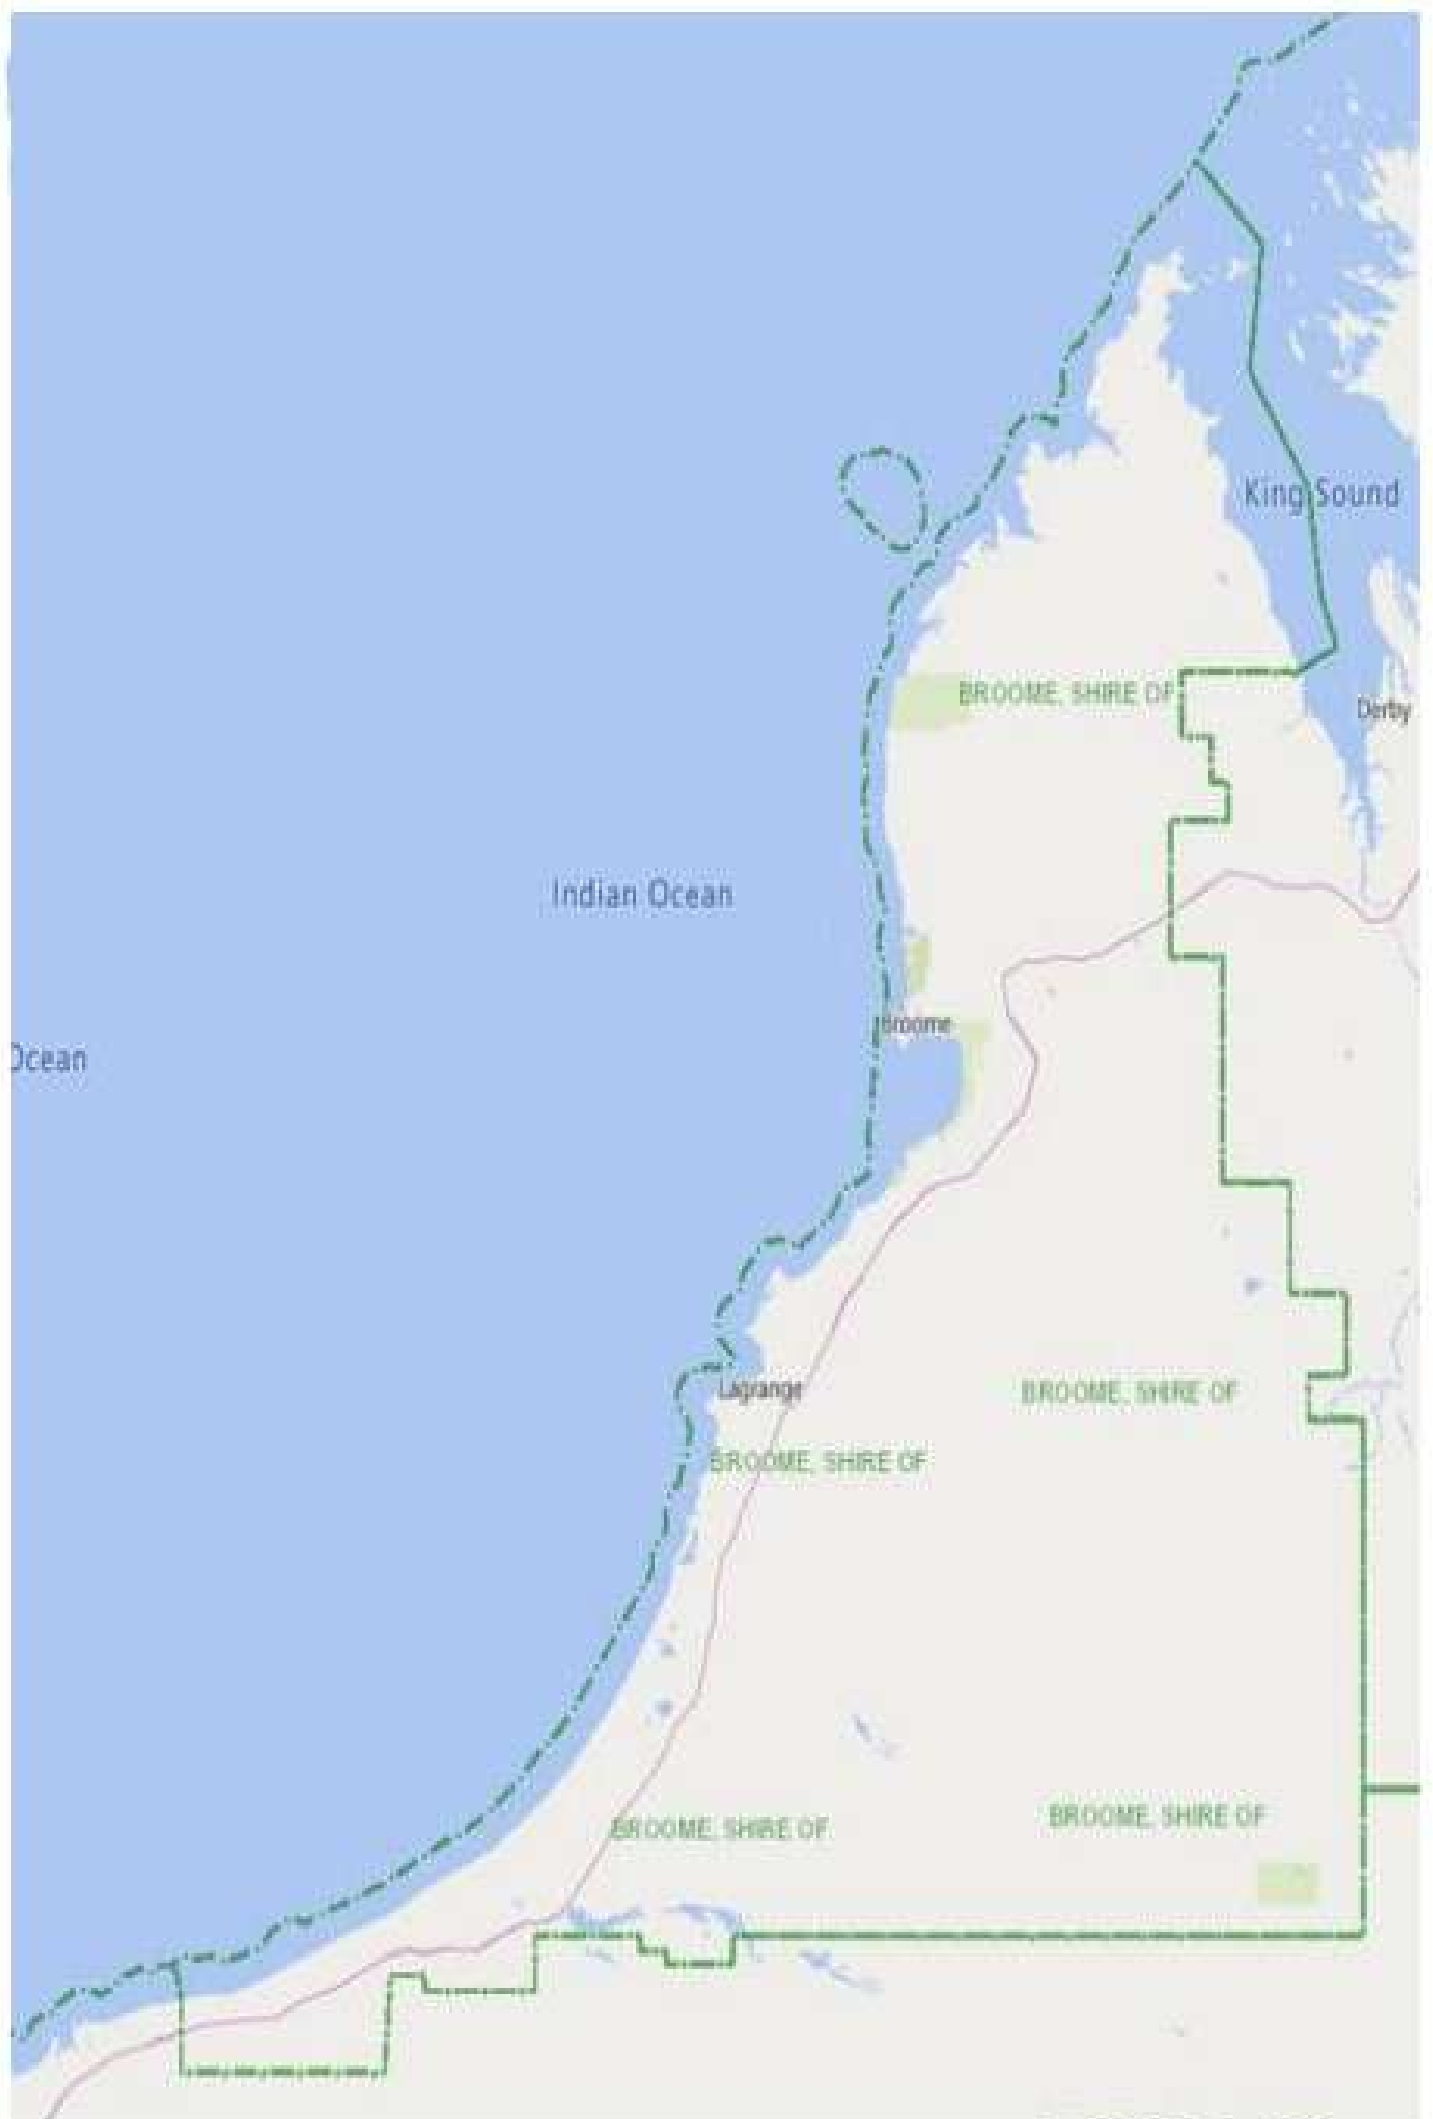 King Sound
BROOME, SHIRE OF
Derby
Indian Ocean
Broome
Ocean
BROOME, SHIRE OF
Lagrange
BROOME, SHIRE OF
BROOME, SHIRE OF
BROOME, SHIRE OF